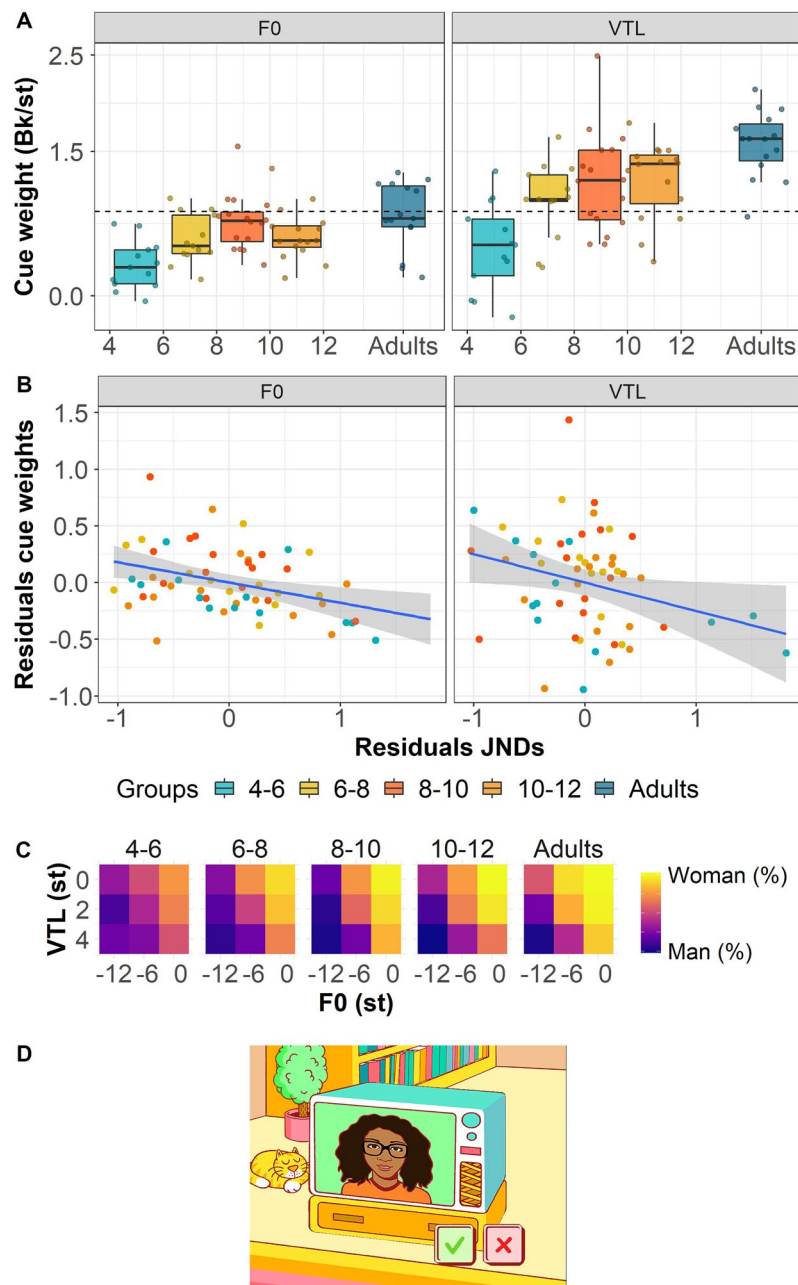 A
F0
VTL
Cue weight (Bk/st)
2.5
1.5
0.0
4 6 8 10 12 Adults
4 6 8 10 12 Adults
B
F0
VTL
Residuals cue weights
1.5
1.0
0.5
0.0
-0.5
-1.0
-1 0 1
-1 0 1
Residuals JNDs
Groups 4-6 6-8 8-10 10-12 Adults
C
4-6 6-8 8-10 10-12 Adults
VTL (st)
0
2
4
-12 -6 0 -12 -6 0 -12 -6 0 -12 -6 0 -12 -6 0
F0 (st)
Woman (%)
Man (%)
D